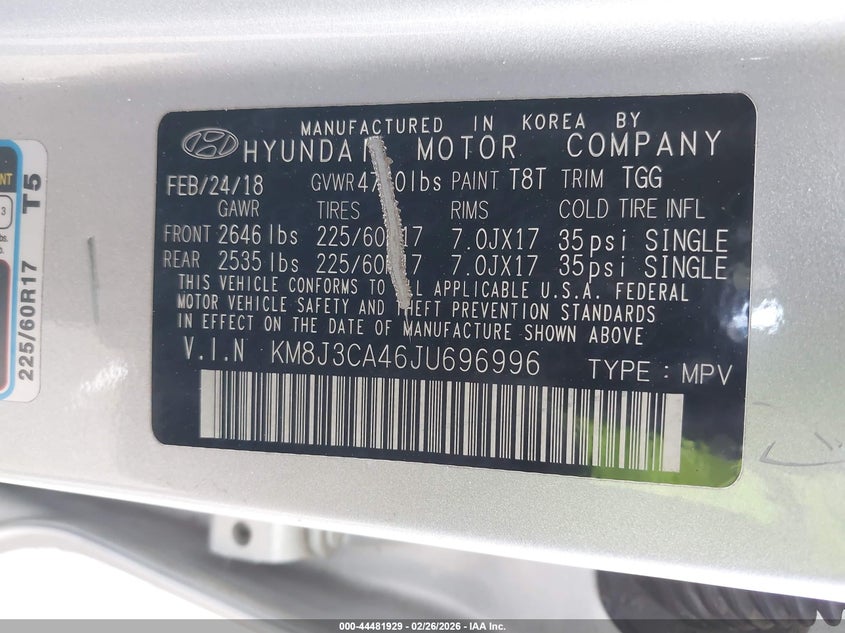 MANUFACTURED IN KOREA BY
HYUNDAI MOTOR COMPANY
FEB/24/18 GVWR lbs PAINT T8T TRIM TGG
GAWR TIRES RIMS COLD TIRE INFL
FRONT 2646 lbs 225/60R17 7.0JX17 35psi SINGLE
REAR 2535 lbs 225/60R17 7.0JX17 35psi SINGLE
THIS VEHICLE CONFORMS TO ALL APPLICABLE U.S.A. FEDERAL
MOTOR VEHICLE SAFETY AND THEFT PREVENTION STANDARDS
IN EFFECT ON THE DATE OF MANUFACTURE SHOWN ABOVE
V.I.N KM8J3CA46JU696996 TYPE : MPV
225/60R17 T5
000-44481929 - 02/26/2026 - IAA Inc.